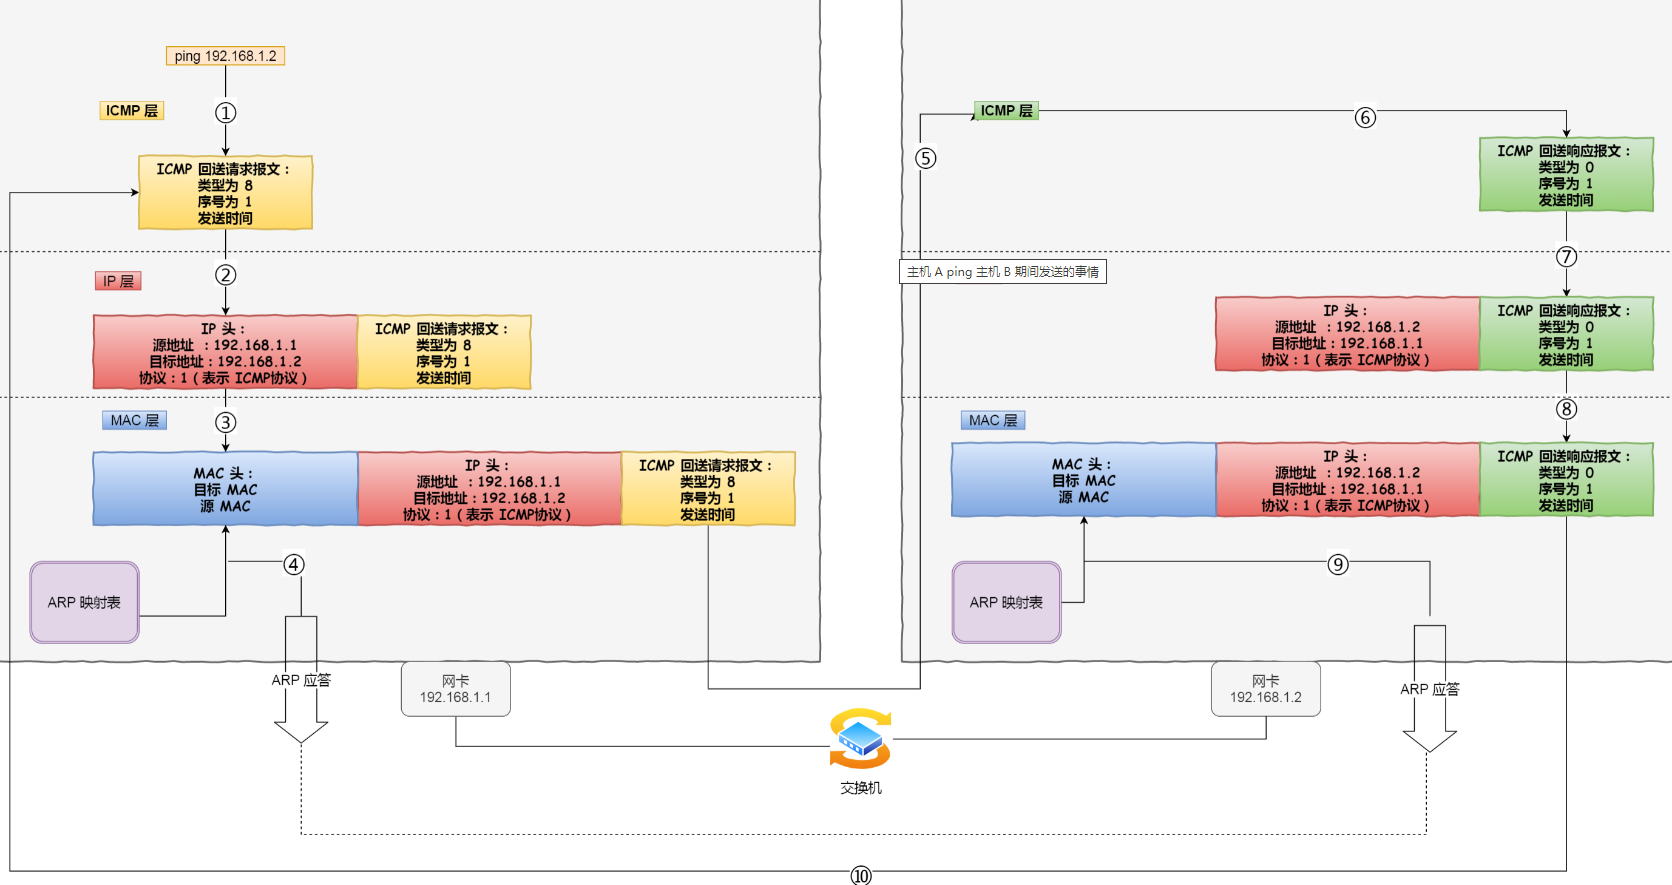 ping 192.168.1.2
ICMP 层
①
ICMP 回送请求报文：
类型为 8
序号为 1
发送时间
②
IP 层
IP 头：
源地址 ：192.168.1.1
目标地址：192.168.1.2
协议：1（表示 ICMP协议）
ICMP 回送请求报文：
类型为 8
序号为 1
发送时间
MAC 层
③
MAC 头：
目标 MAC
源 MAC
IP 头：
源地址 ：192.168.1.1
目标地址：192.168.1.2
协议：1（表示 ICMP协议）
ICMP 回送请求报文：
类型为 8
序号为 1
发送时间
④
ARP 映射表
ARP 应答
网卡
192.168.1.1
交换机
⑤
ICMP 层
⑥
ICMP 回送响应报文：
类型为 0
序号为 1
发送时间
主机 A ping 主机 B 期间发送的事情
⑦
IP 头：
源地址 ：192.168.1.2
目标地址：192.168.1.1
协议：1（表示 ICMP协议）
ICMP 回送响应报文：
类型为 0
序号为 1
发送时间
MAC 层
⑧
MAC 头：
目标 MAC
源 MAC
IP 头：
源地址 ：192.168.1.2
目标地址：192.168.1.1
协议：1（表示 ICMP协议）
ICMP 回送响应报文：
类型为 0
序号为 1
发送时间
⑨
ARP 映射表
ARP 应答
网卡
192.168.1.2
⑩